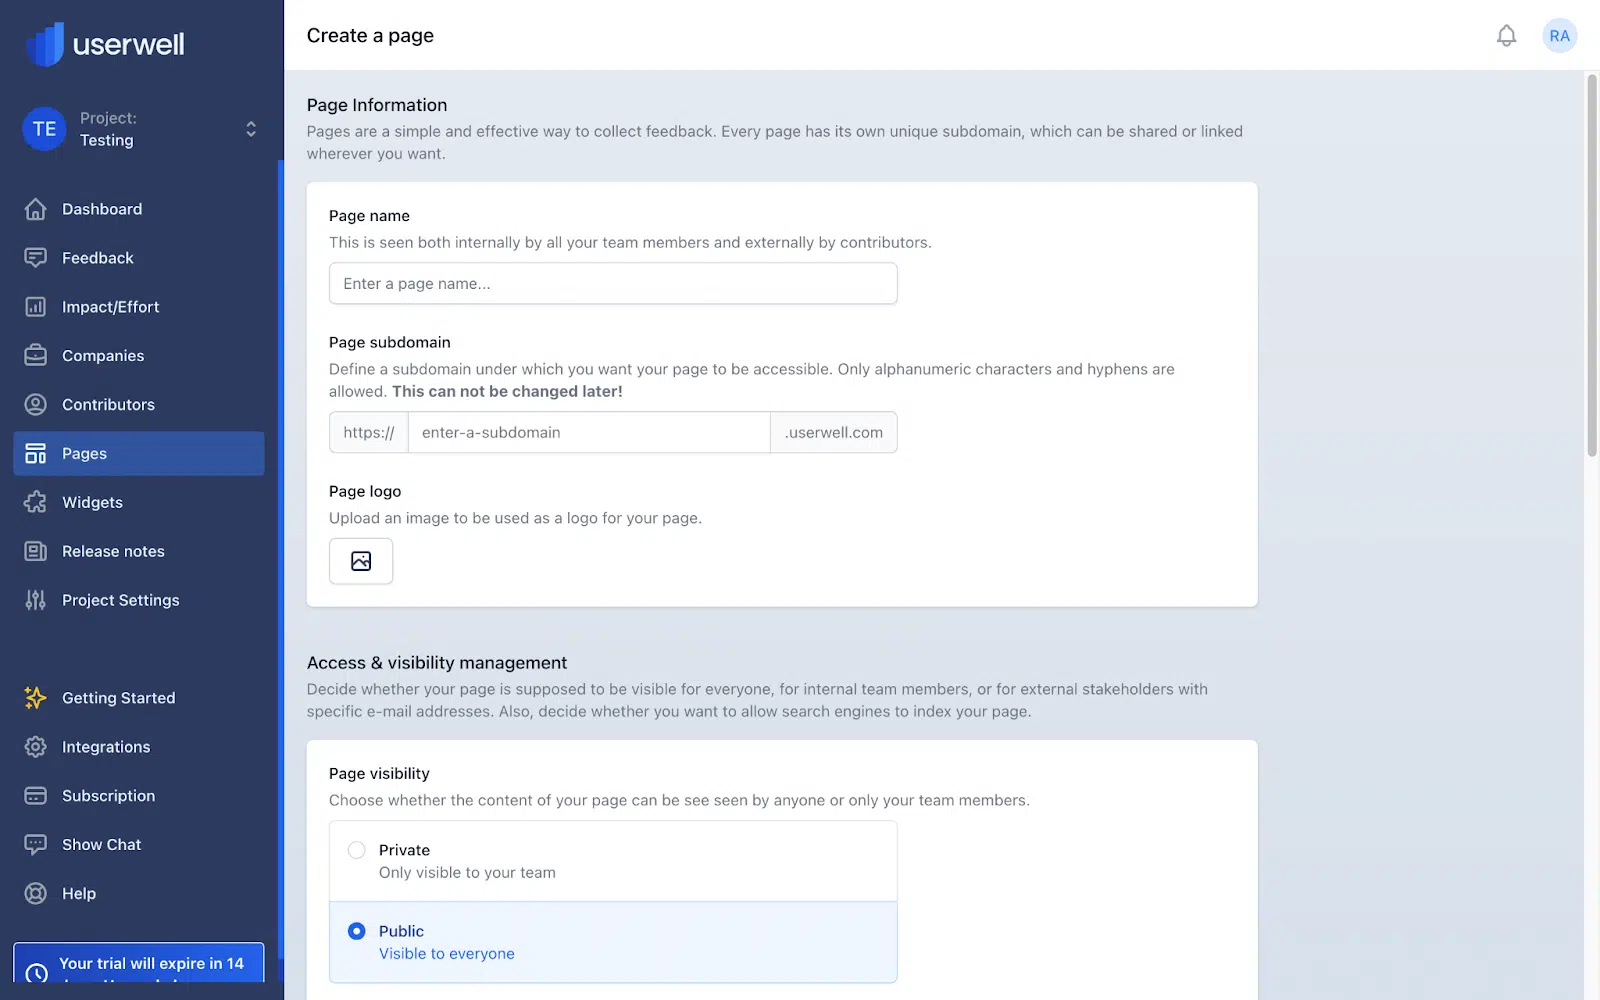 userwell
TE
Project:
Testing
Dashboard
Feedback
Impact/Effort
Companies
Contributors
Pages
Widgets
Release notes
Project Settings
Getting Started
Integrations
Subscription
Show Chat
Help
Your trial will expire in 14
Create a page
RA
Page Information
Pages are a simple and effective way to collect feedback. Every page has its own unique subdomain, which can be shared or linked
wherever you want.
Page name
This is seen both internally by all your team members and externally by contributors.
Enter a page name...
Page subdomain
Define a subdomain under which you want your page to be accessible. Only alphanumeric characters and hyphens are
allowed. This can not be changed later!
https:// enter-a-subdomain .userwell.com
Page logo
Upload an image to be used as a logo for your page.
Access & visibility management
Decide whether your page is supposed to be visible for everyone, for internal team members, or for external stakeholders with
specific e-mail addresses. Also, decide whether you want to allow search engines to index your page.
Page visibility
Choose whether the content of your page can be see seen by anyone or only your team members.
Private
Only visible to your team
Public
Visible to everyone